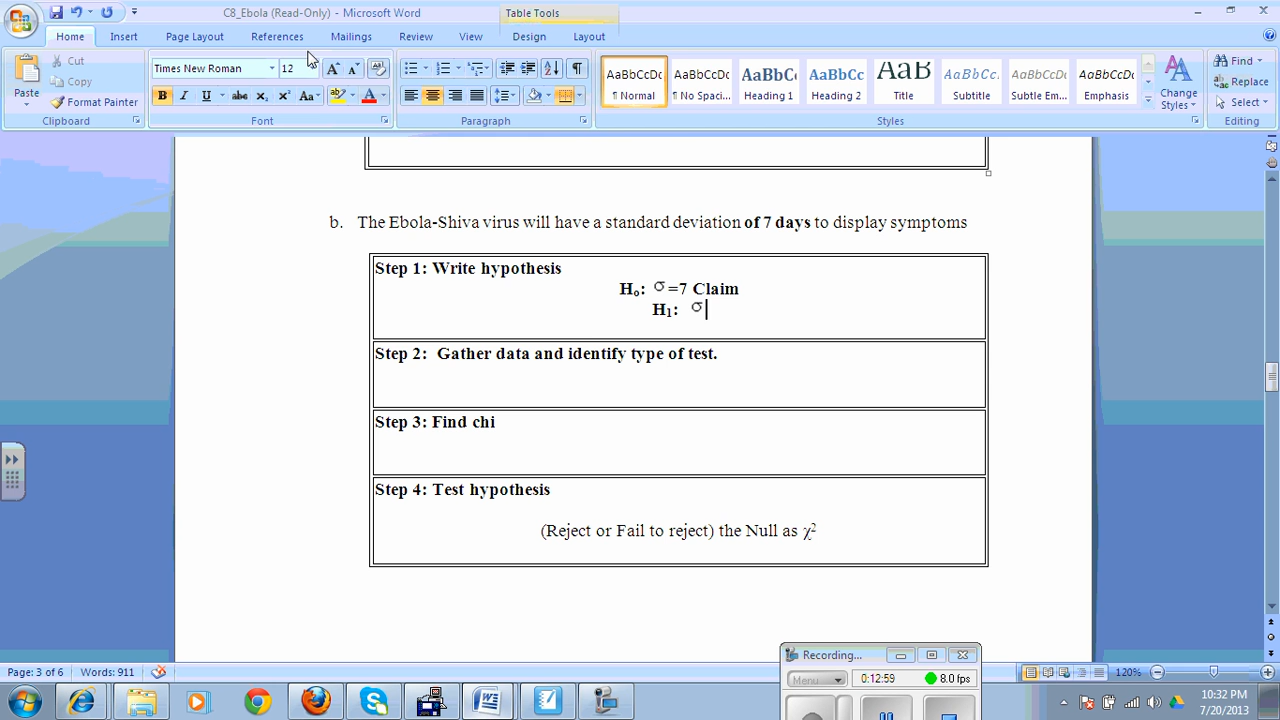 C8_Ebola (Read-Only) - Microsoft Word
Table Tools
Home Insert Page Layout References Mailings Review View Design Layout
Paste
Cut
Copy
Format Painter
Clipboard
Times New Roman 12
B I U abc x₂ x² Aa
Font
Paragraph
AaBbCcDc AaBbCcDc AaBbCc AaBbCc AaB AaBbCcDc AaBbCcDc AaBbCcDc
¶ Normal ¶ No Spaci... Heading 1 Heading 2 Title Subtitle Subtle Em... Emphasis
Change Styles
Styles
Find
Replace
Select
Editing
b. The Ebola-Shiva virus will have a standard deviation of 7 days to display symptoms
Step 1: Write hypothesis
Hₒ: σ=7 Claim
H₁: σ
Step 2: Gather data and identify type of test.
Step 3: Find chi
Step 4: Test hypothesis
(Reject or Fail to reject) the Null as χ²
Recording...
Menu 0:12:59 8.0 fps
Page: 3 of 6 Words: 911 120%
10:32 PM
7/20/2013